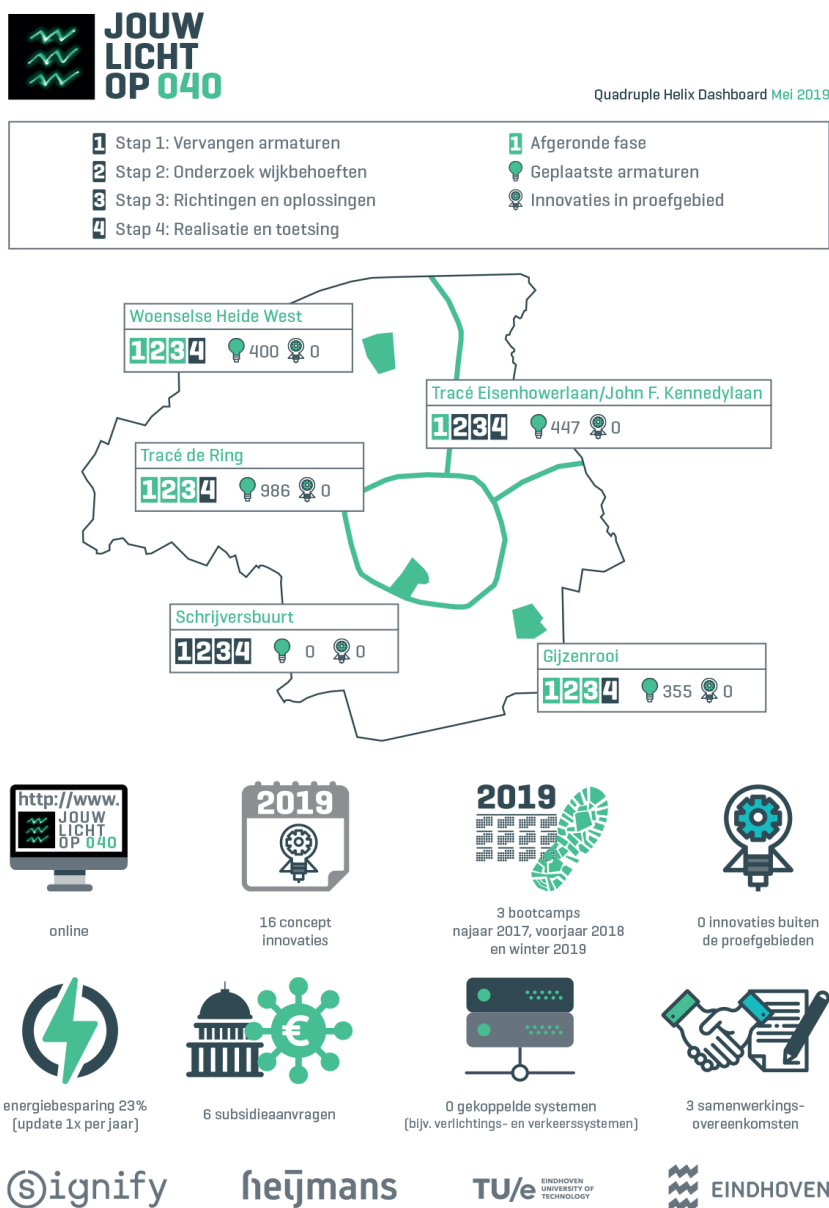 JOUW
LICHT
OP 040
Quadruple Helix Dashboard Mei 2019
1 Stap 1: Vervangen armaturen
2 Stap 2: Onderzoek wijkbehoeften
3 Stap 3: Richtingen en oplossingen
4 Stap 4: Realisatie en toetsing
1 Afgeronde fase
Geplaatste armaturen
Innovaties in proefgebied
Woenselse Heide West
1234 400 0
Tracé Eisenhowerlaan/John F. Kennedylaan
1234 447 0
Tracé de Ring
1234 986 0
Schrijversbuurt
1234 0 0
Gijzenrooi
1234 355 0
http://www.
JOUW
LICHT
OP 040
online
2019
16 concept
innovaties
2019
3 bootcamps
najaar 2017, voorjaar 2018
en winter 2019
0 innovaties buiten
de proefgebieden
energiebesparing 23%
(update 1x per jaar)
€
6 subsidieaanvragen
0 gekoppelde systemen
(bijv. verlichtings- en verkeerssystemen)
3 samenwerkings-
overeenkomsten
Signify
heijmans
TU/e EINDHOVEN
UNIVERSITY OF
TECHNOLOGY
EINDHOVEN